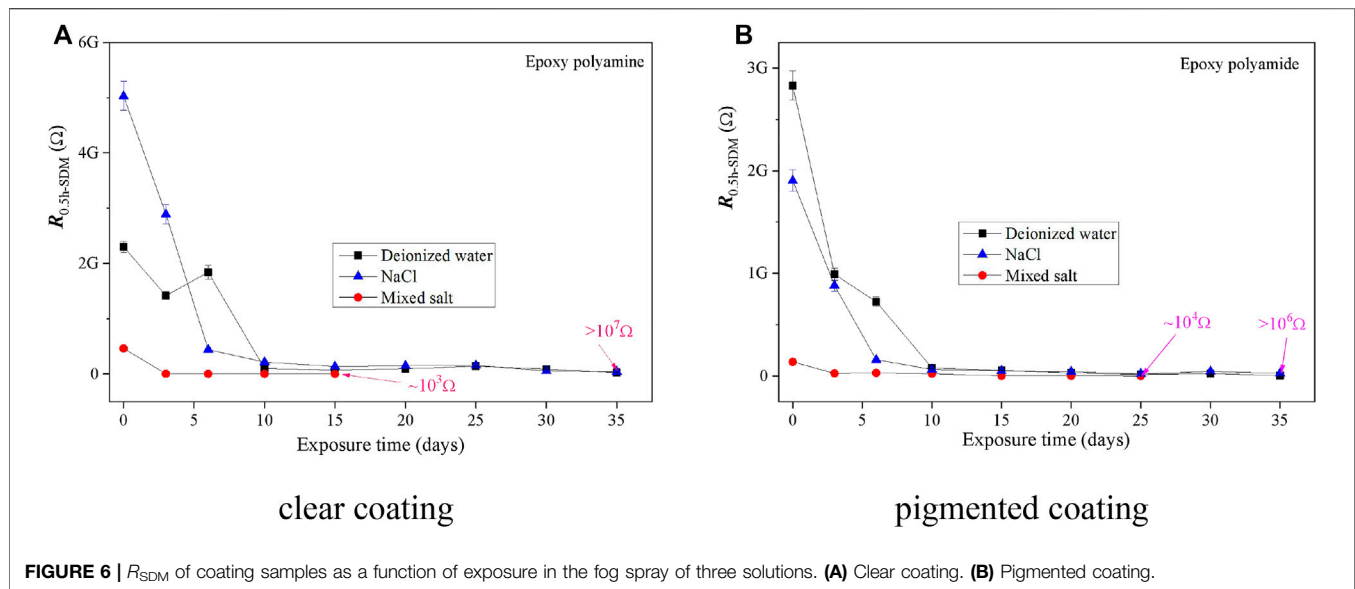 A
6G
4G
2G
0
R0.5h-SDM (Ω)
Epoxy polyamine
Deionized water
NaCl
Mixed salt
>10⁷Ω
~10³Ω
0 5 10 15 20 25 30 35
Exposure time (days)
clear coating
B
3G
2G
1G
0
R0.5h-SDM (Ω)
Epoxy polyamide
Deionized water
NaCl
Mixed salt
~10⁴Ω
>10⁶Ω
0 5 10 15 20 25 30 35
Exposure time (days)
pigmented coating
FIGURE 6 | RSDM of coating samples as a function of exposure in the fog spray of three solutions. (A) Clear coating. (B) Pigmented coating.